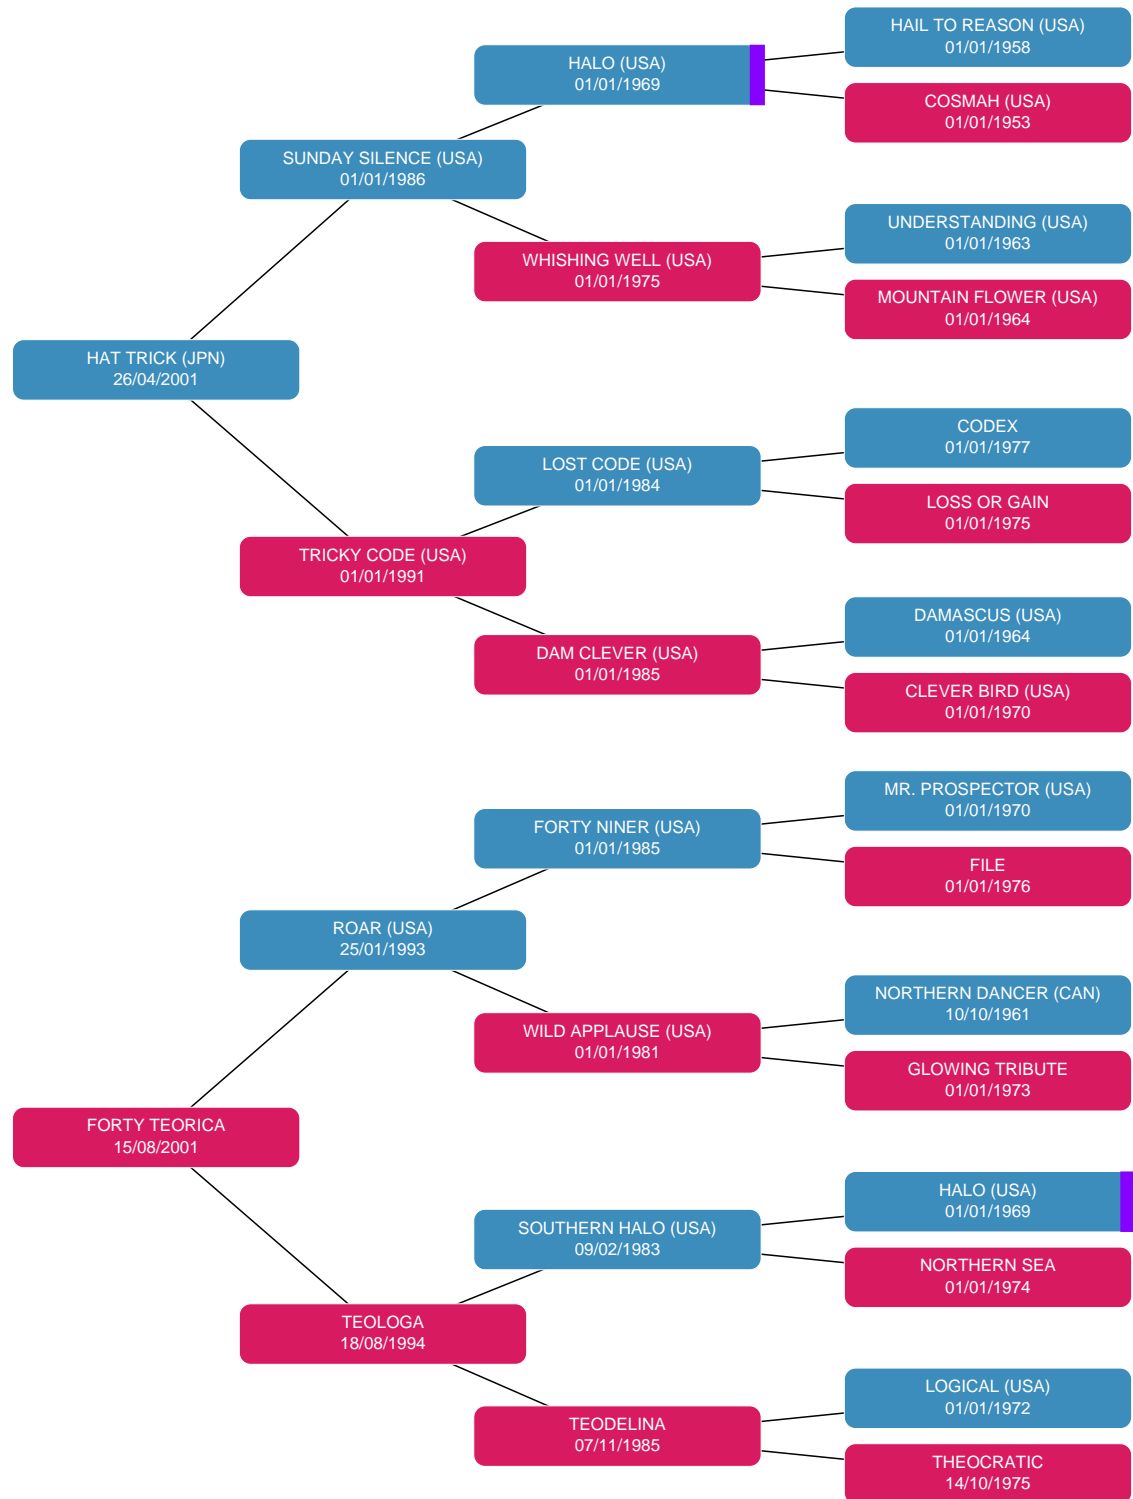 HAIL TO REASON (USA)
01/01/1958
HALO (USA)
01/01/1969
COSMAH (USA)
01/01/1953
SUNDAY SILENCE (USA)
01/01/1986
UNDERSTANDING (USA)
01/01/1963
WHISHING WELL (USA)
01/01/1975
MOUNTAIN FLOWER (USA)
01/01/1964
HAT TRICK (JPN)
26/04/2001
CODEX
01/01/1977
LOST CODE (USA)
01/01/1984
LOSS OR GAIN
01/01/1975
TRICKY CODE (USA)
01/01/1991
DAMASCUS (USA)
01/01/1964
DAM CLEVER (USA)
01/01/1985
CLEVER BIRD (USA)
01/01/1970
MR. PROSPECTOR (USA)
01/01/1970
FORTY NINER (USA)
01/01/1985
FILE
01/01/1976
ROAR (USA)
25/01/1993
NORTHERN DANCER (CAN)
10/10/1961
WILD APPLAUSE (USA)
01/01/1981
GLOWING TRIBUTE
01/01/1973
FORTY TEORICA
15/08/2001
HALO (USA)
01/01/1969
SOUTHERN HALO (USA)
09/02/1983
NORTHERN SEA
01/01/1974
TEOLOGA
18/08/1994
LOGICAL (USA)
01/01/1972
TEODELINA
07/11/1985
THEOCRATIC
14/10/1975